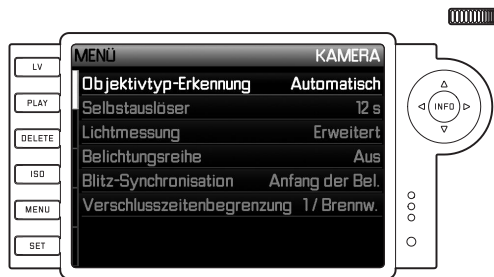 LV
PLAY
DELETE
ISO
MENU
SET
MENÜ KAMERA
Objektivtyp-Erkennung Automatisch
Selbstauslöser 12 s
Lichtmessung Erweitert
Belichtungsreihe Aus
Blitz-Synchronisation Anfang der Bel.
Verschlusszeitenbegrenzung 1 / Brennw.
INFO